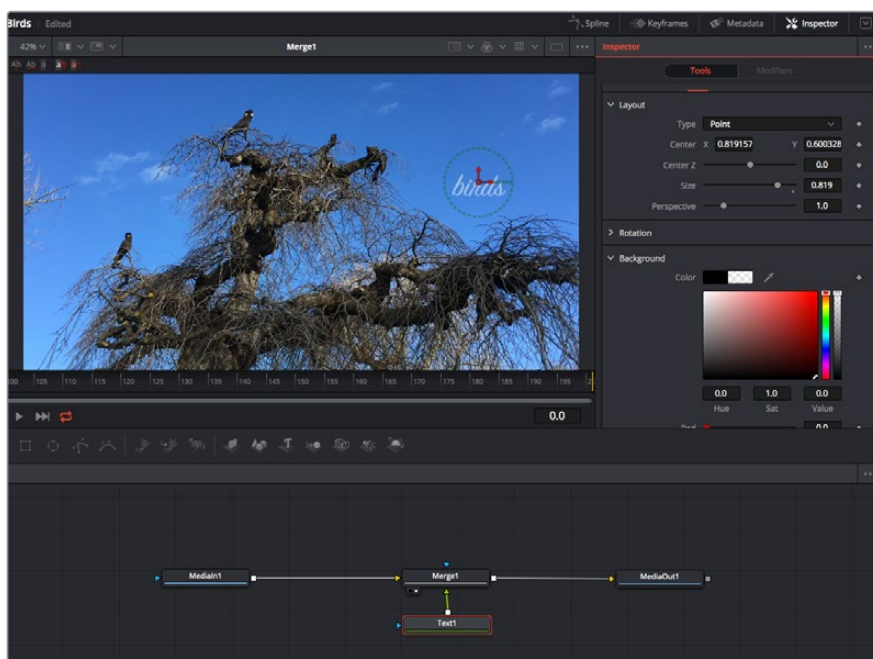 Birds Edited Spline Keyframes Metadata Inspector
42% Merge1 Inspector
Tools Modifiers
Layout
Type Point
Center X 0.819157 Y 0.600328
Center Z 0.0
Size 0.819
Perspective 1.0
birds
Rotation
Background
Color
0.0 1.0 0.0
Hue Sat Value
105 110 115 120 125 130 135 140 145 150 155 160 165 170 175 180 185 190 195
0.0
MediaIn1 Merge1 MediaOut1
Text1